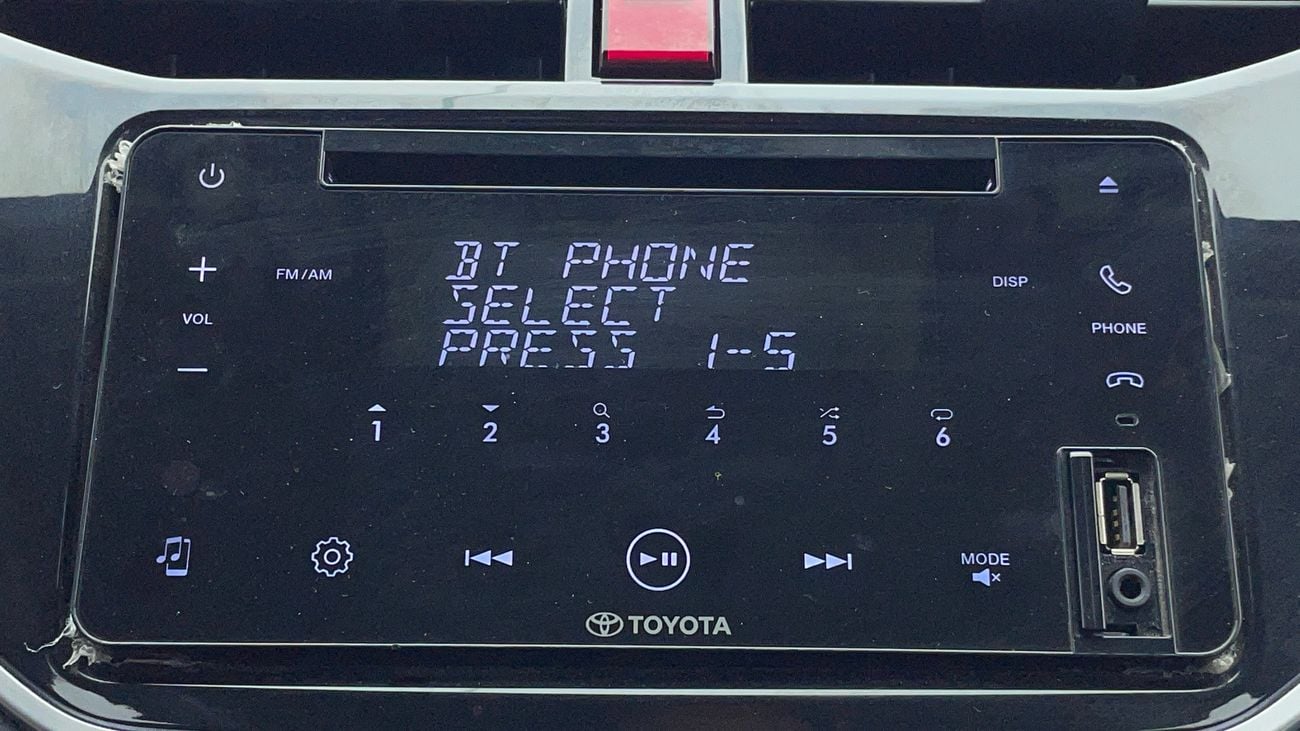 BT PHONE
SELECT
PRESS 1-5
FM/AM
DISP
VOL
PHONE
1 2 3 4 5 6
MODE
TOYOTA